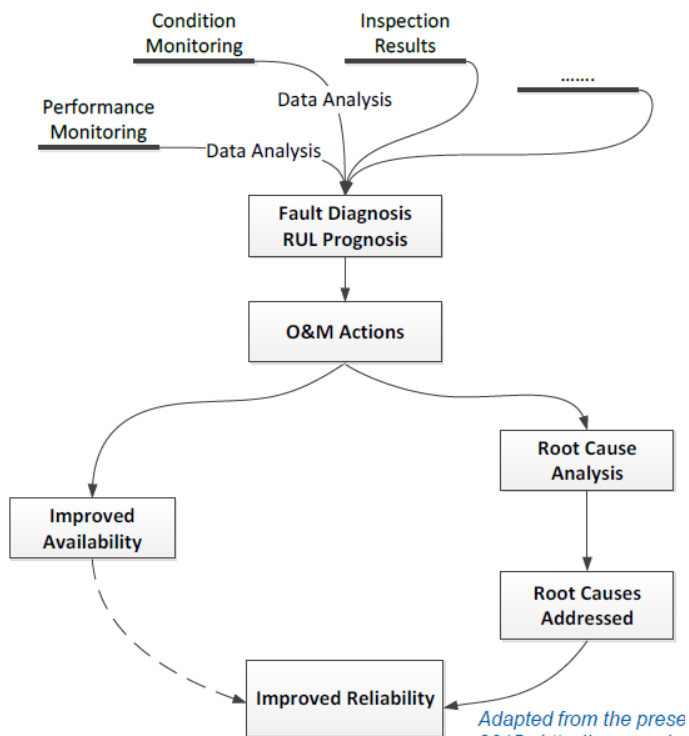 Condition
Monitoring
Inspection
Results
.......
Data Analysis
Performance
Monitoring
Data Analysis
Fault Diagnosis
RUL Prognosis
O&M Actions
Root Cause
Analysis
Improved
Availability
Root Causes
Addressed
Improved Reliability
Adapted from the